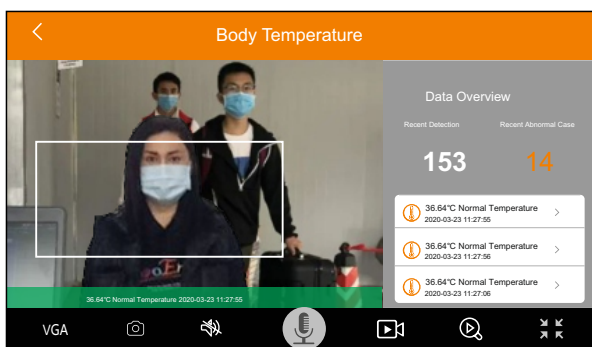 Body Temperature
Data Overview
Recent Detection
Recent Abnormal Case
153
14
36.64℃ Normal Temperature
2020-03-23 11:27:55
36.64℃ Normal Temperature
2020-03-23 11:27:56
36.64℃ Normal Temperature
2020-03-23 11:27:06
36.64℃ Normal Temperature 2020-03-23 11:27:55
VGA